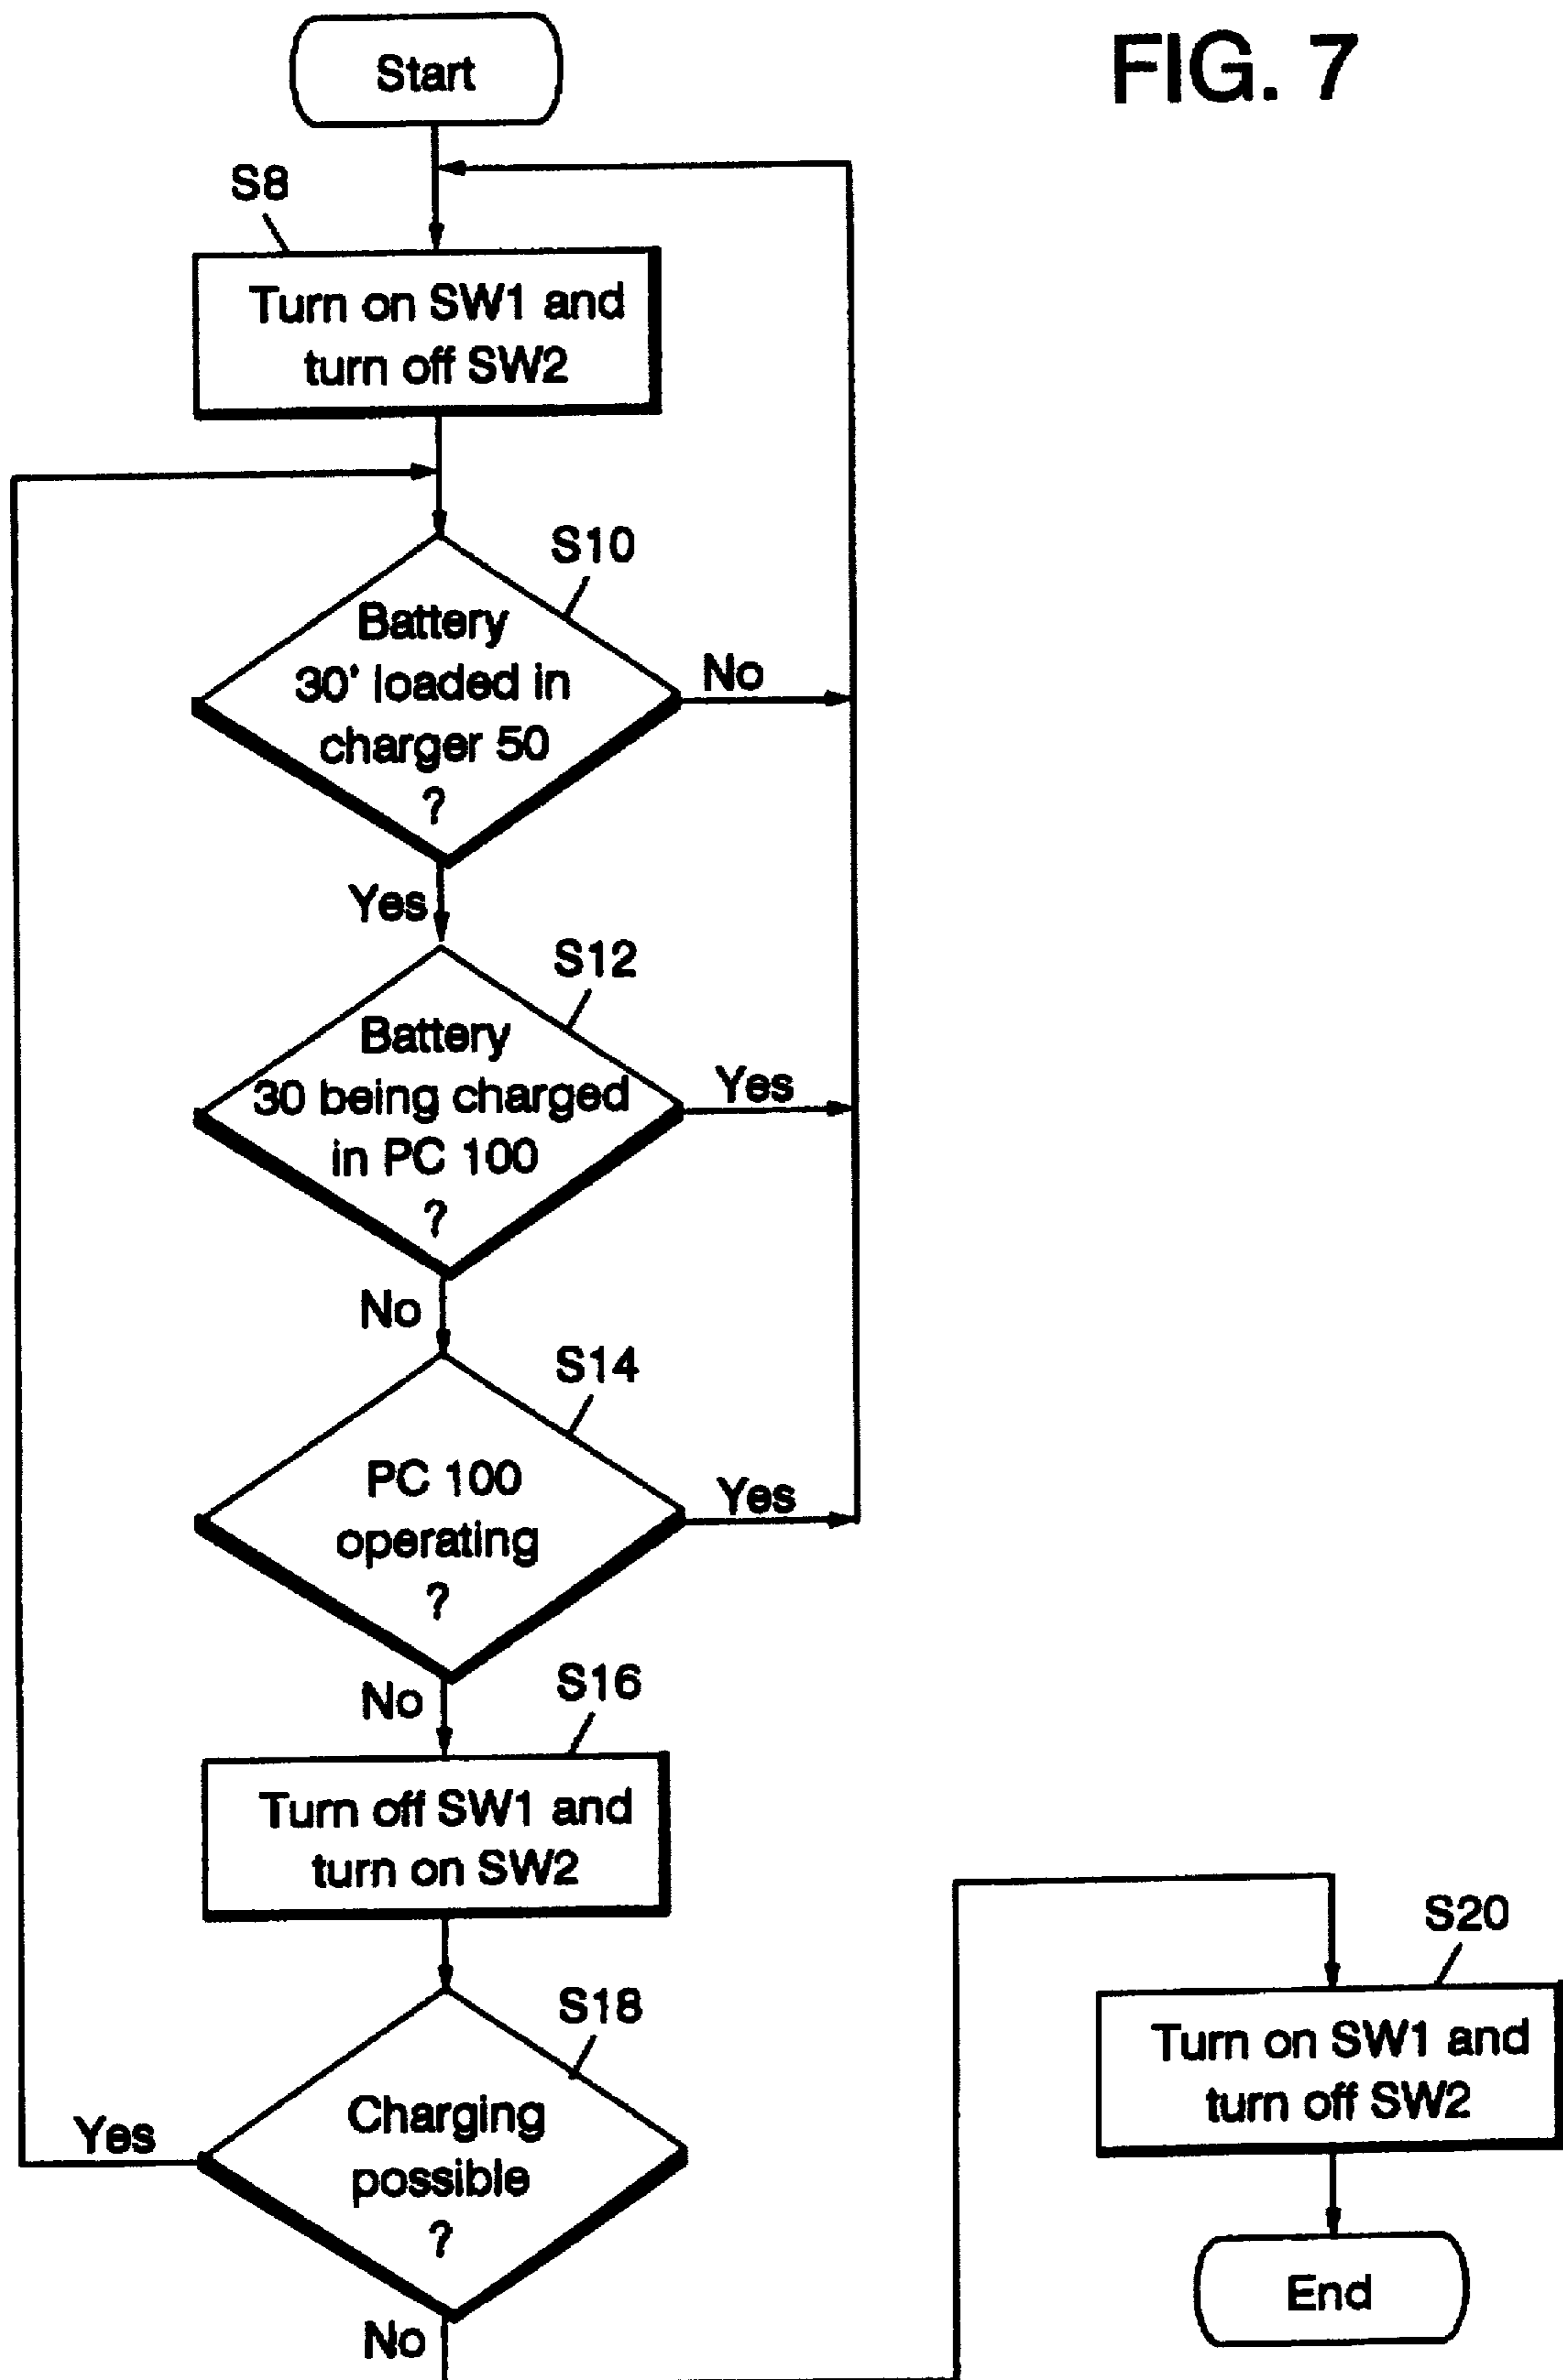 FIG. 7
Start
S8
Turn on SW1 and
turn off SW2
S10
Battery
30' loaded in
charger 50
?
No
Yes
S12
Battery
30 being charged
in PC 100
?
Yes
No
S14
PC 100
operating
?
Yes
No
S16
Turn off SW1 and
turn on SW2
S18
Charging
possible
?
Yes
No
S20
Turn on SW1 and
turn off SW2
End